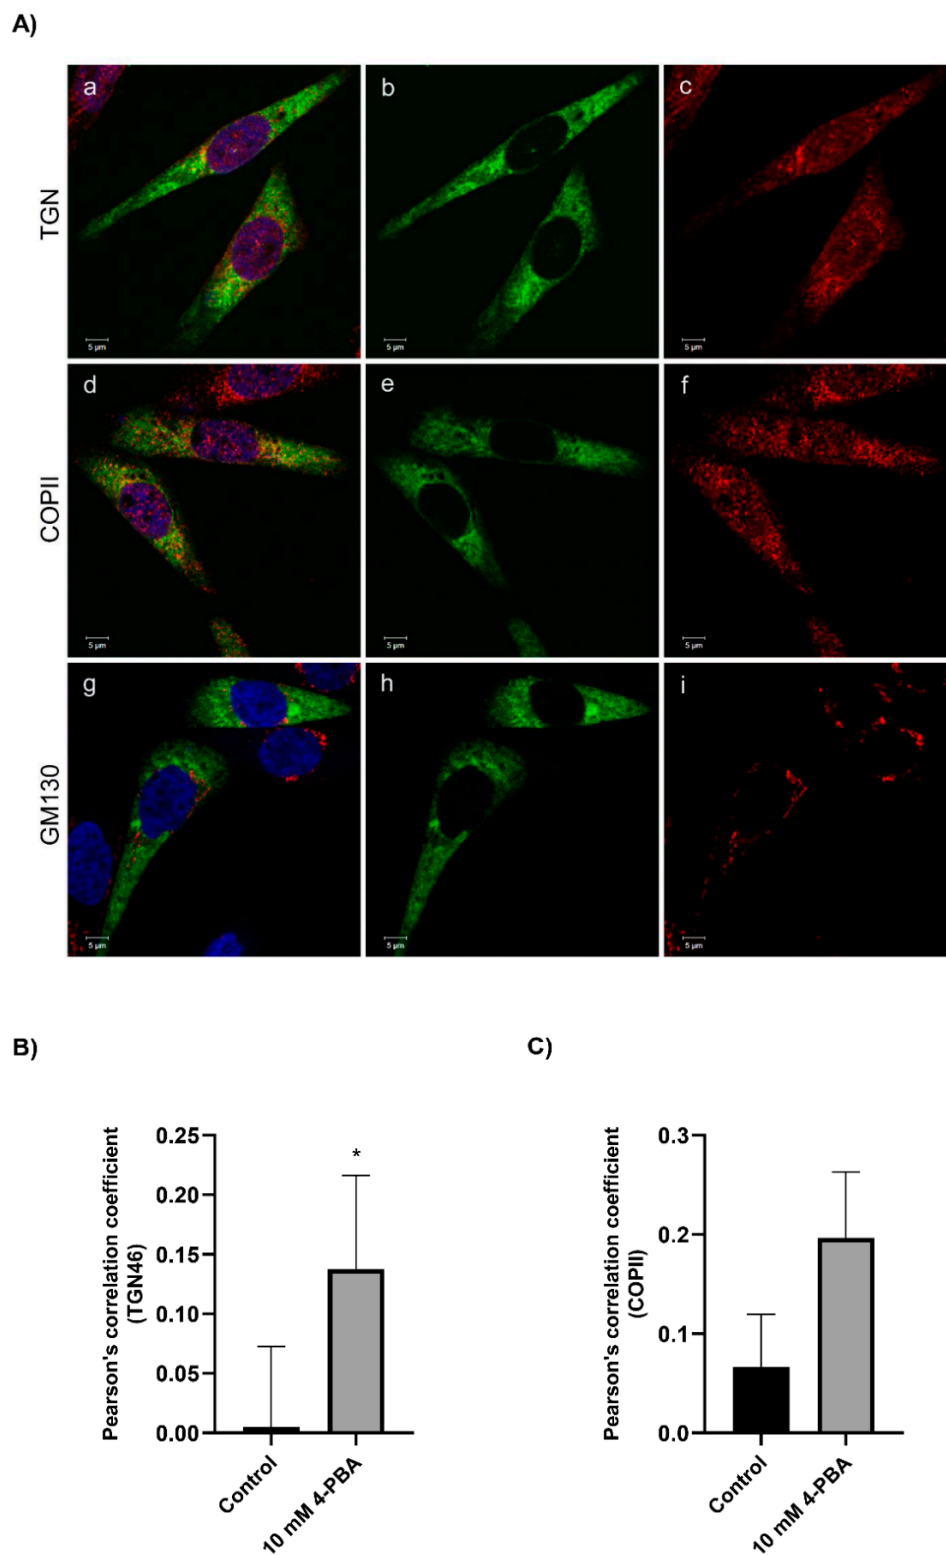 A)
a
b
c
TGN
5 µm
5 µm
5 µm
d
e
f
COPII
5 µm
5 µm
5 µm
g
h
i
GM130
5 µm
5 µm
5 µm
B)
C)
Pearson's correlation coefficient
(TGN46)
0.25
0.20
0.15
0.10
0.05
0.00
*
Control
10 mM 4-PBA
Pearson's correlation coefficient
(COPII)
0.3
0.2
0.1
0.0
Control
10 mM 4-PBA